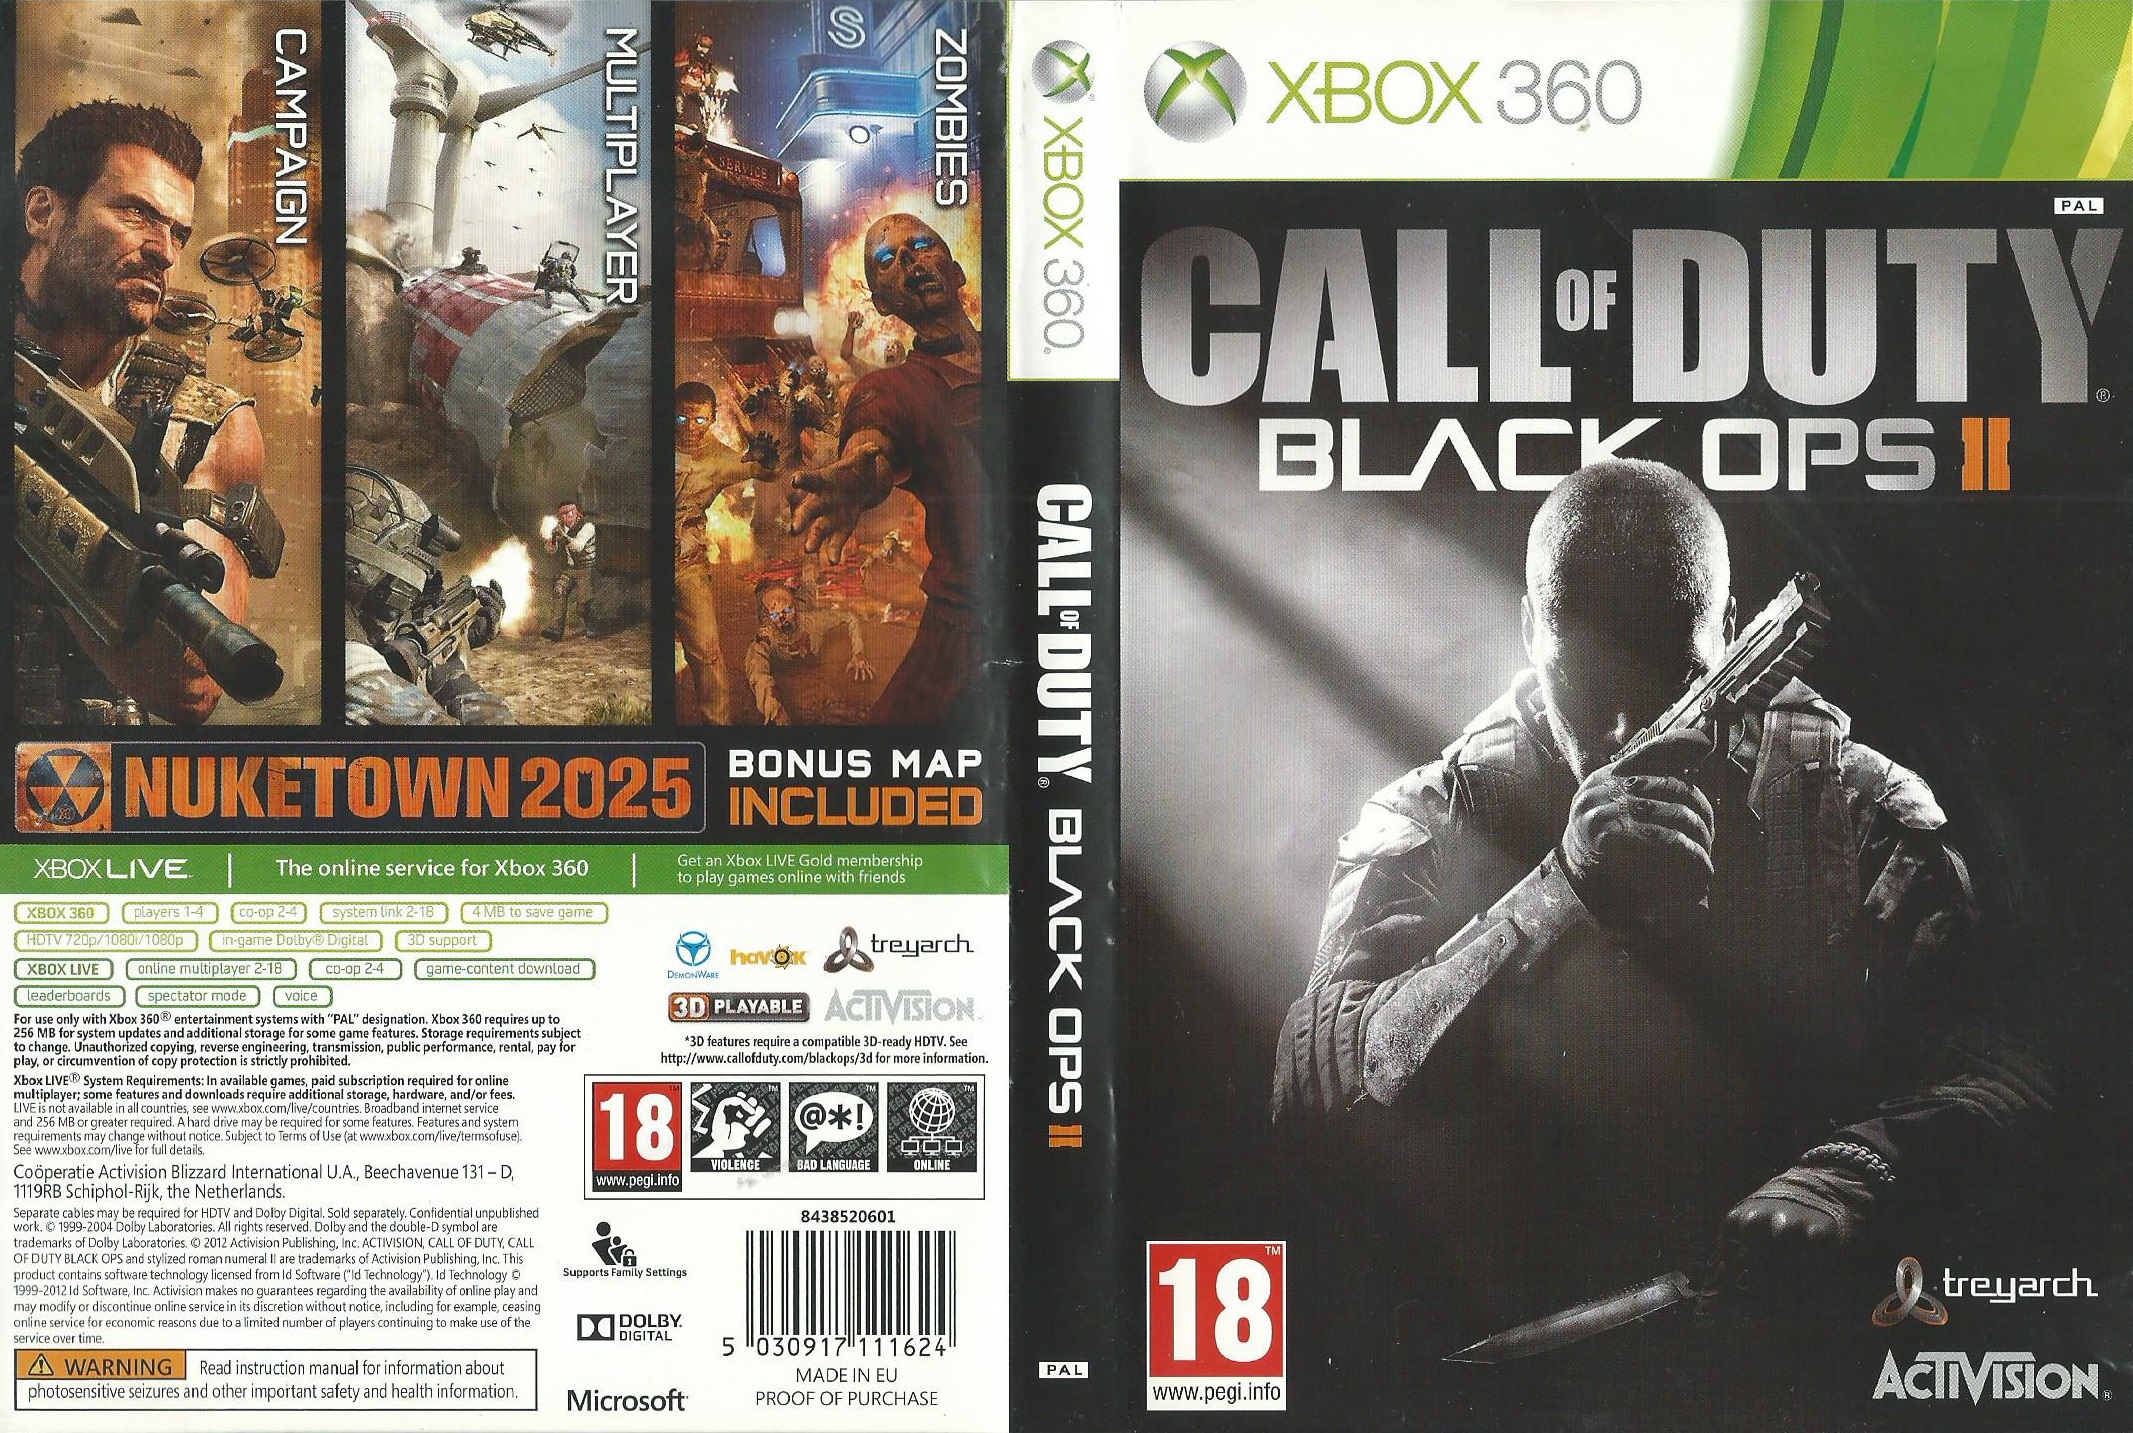 CAMPAIGN
MULTIPLAYER
ZOMBIES
S
SERVICE
NUKETOWN 2025
BONUS MAP
INCLUDED
XBOX LIVE
The online service for Xbox 360
Get an Xbox LIVE Gold membership
to play games online with friends
XBOX 360 players 1-4 co-op 2-4 system link 2-18 4 MB to save game
HDTV 720p/1080i/1080p in-game Dolby® Digital 3D support
XBOX LIVE online multiplayer 2-18 co-op 2-4 game-content download
leaderboards spectator mode voice
For use only with Xbox 360® entertainment systems with "PAL" designation. Xbox 360 requires up to
256 MB for system updates and additional storage for some game features. Storage requirements subject
to change. Unauthorized copying, reverse engineering, transmission, public performance, rental, pay for
play, or circumvention of copy protection is strictly prohibited.
Xbox LIVE® System Requirements: In available games, paid subscription required for online
multiplayer; some features and downloads require additional storage, hardware, and/or fees.
LIVE is not available in all countries, see www.xbox.com/live/countries. Broadband internet service
and 256 MB or greater required. A hard drive may be required for some features. Features and system
requirements may change without notice. Subject to Terms of Use (at www.xbox.com/live/termsofuse).
See www.xbox.com/live for full details.
Coöperatie Activision Blizzard International U.A., Beechavenue 131 – D,
1119RB Schiphol-Rijk, the Netherlands.
Separate cables may be required for HDTV and Dolby Digital. Sold separately. Confidential unpublished
work. © 1999-2004 Dolby Laboratories. All rights reserved. Dolby and the double-D symbol are
trademarks of Dolby Laboratories. © 2012 Activision Publishing, Inc. ACTIVISION, CALL OF DUTY, CALL
OF DUTY BLACK OPS and stylized roman numeral II are trademarks of Activision Publishing, Inc. This
product contains software technology licensed from Id Software ("Id Technology"). Id Technology ©
1999-2012 Id Software, Inc. Activision makes no guarantees regarding the availability of online play and
may modify or discontinue online service in its discretion without notice, including for example, ceasing
online service for economic reasons due to a limited number of players continuing to make use of the
service over time.
WARNING Read instruction manual for information about
photosensitive seizures and other important safety and health information.
DEMONWARE
havok
treyarch
3D PLAYABLE
ACTIVISION.
*3D features require a compatible 3D-ready HDTV. See
http://www.callofduty.com/blackops/3d for more information.
18
www.pegi.info
VIOLENCE
@*!
BAD LANGUAGE
ONLINE
Supports Family Settings
DOLBY
DIGITAL
Microsoft®
8438520601
5 030917 111624
MADE IN EU
PROOF OF PURCHASE
XBOX 360®
CALL OF DUTY® BLACK OPS II
PAL
XBOX 360
PAL
CALL OF DUTY®
BLACK OPS II
18™
www.pegi.info
treyarch
ACTIVISION®